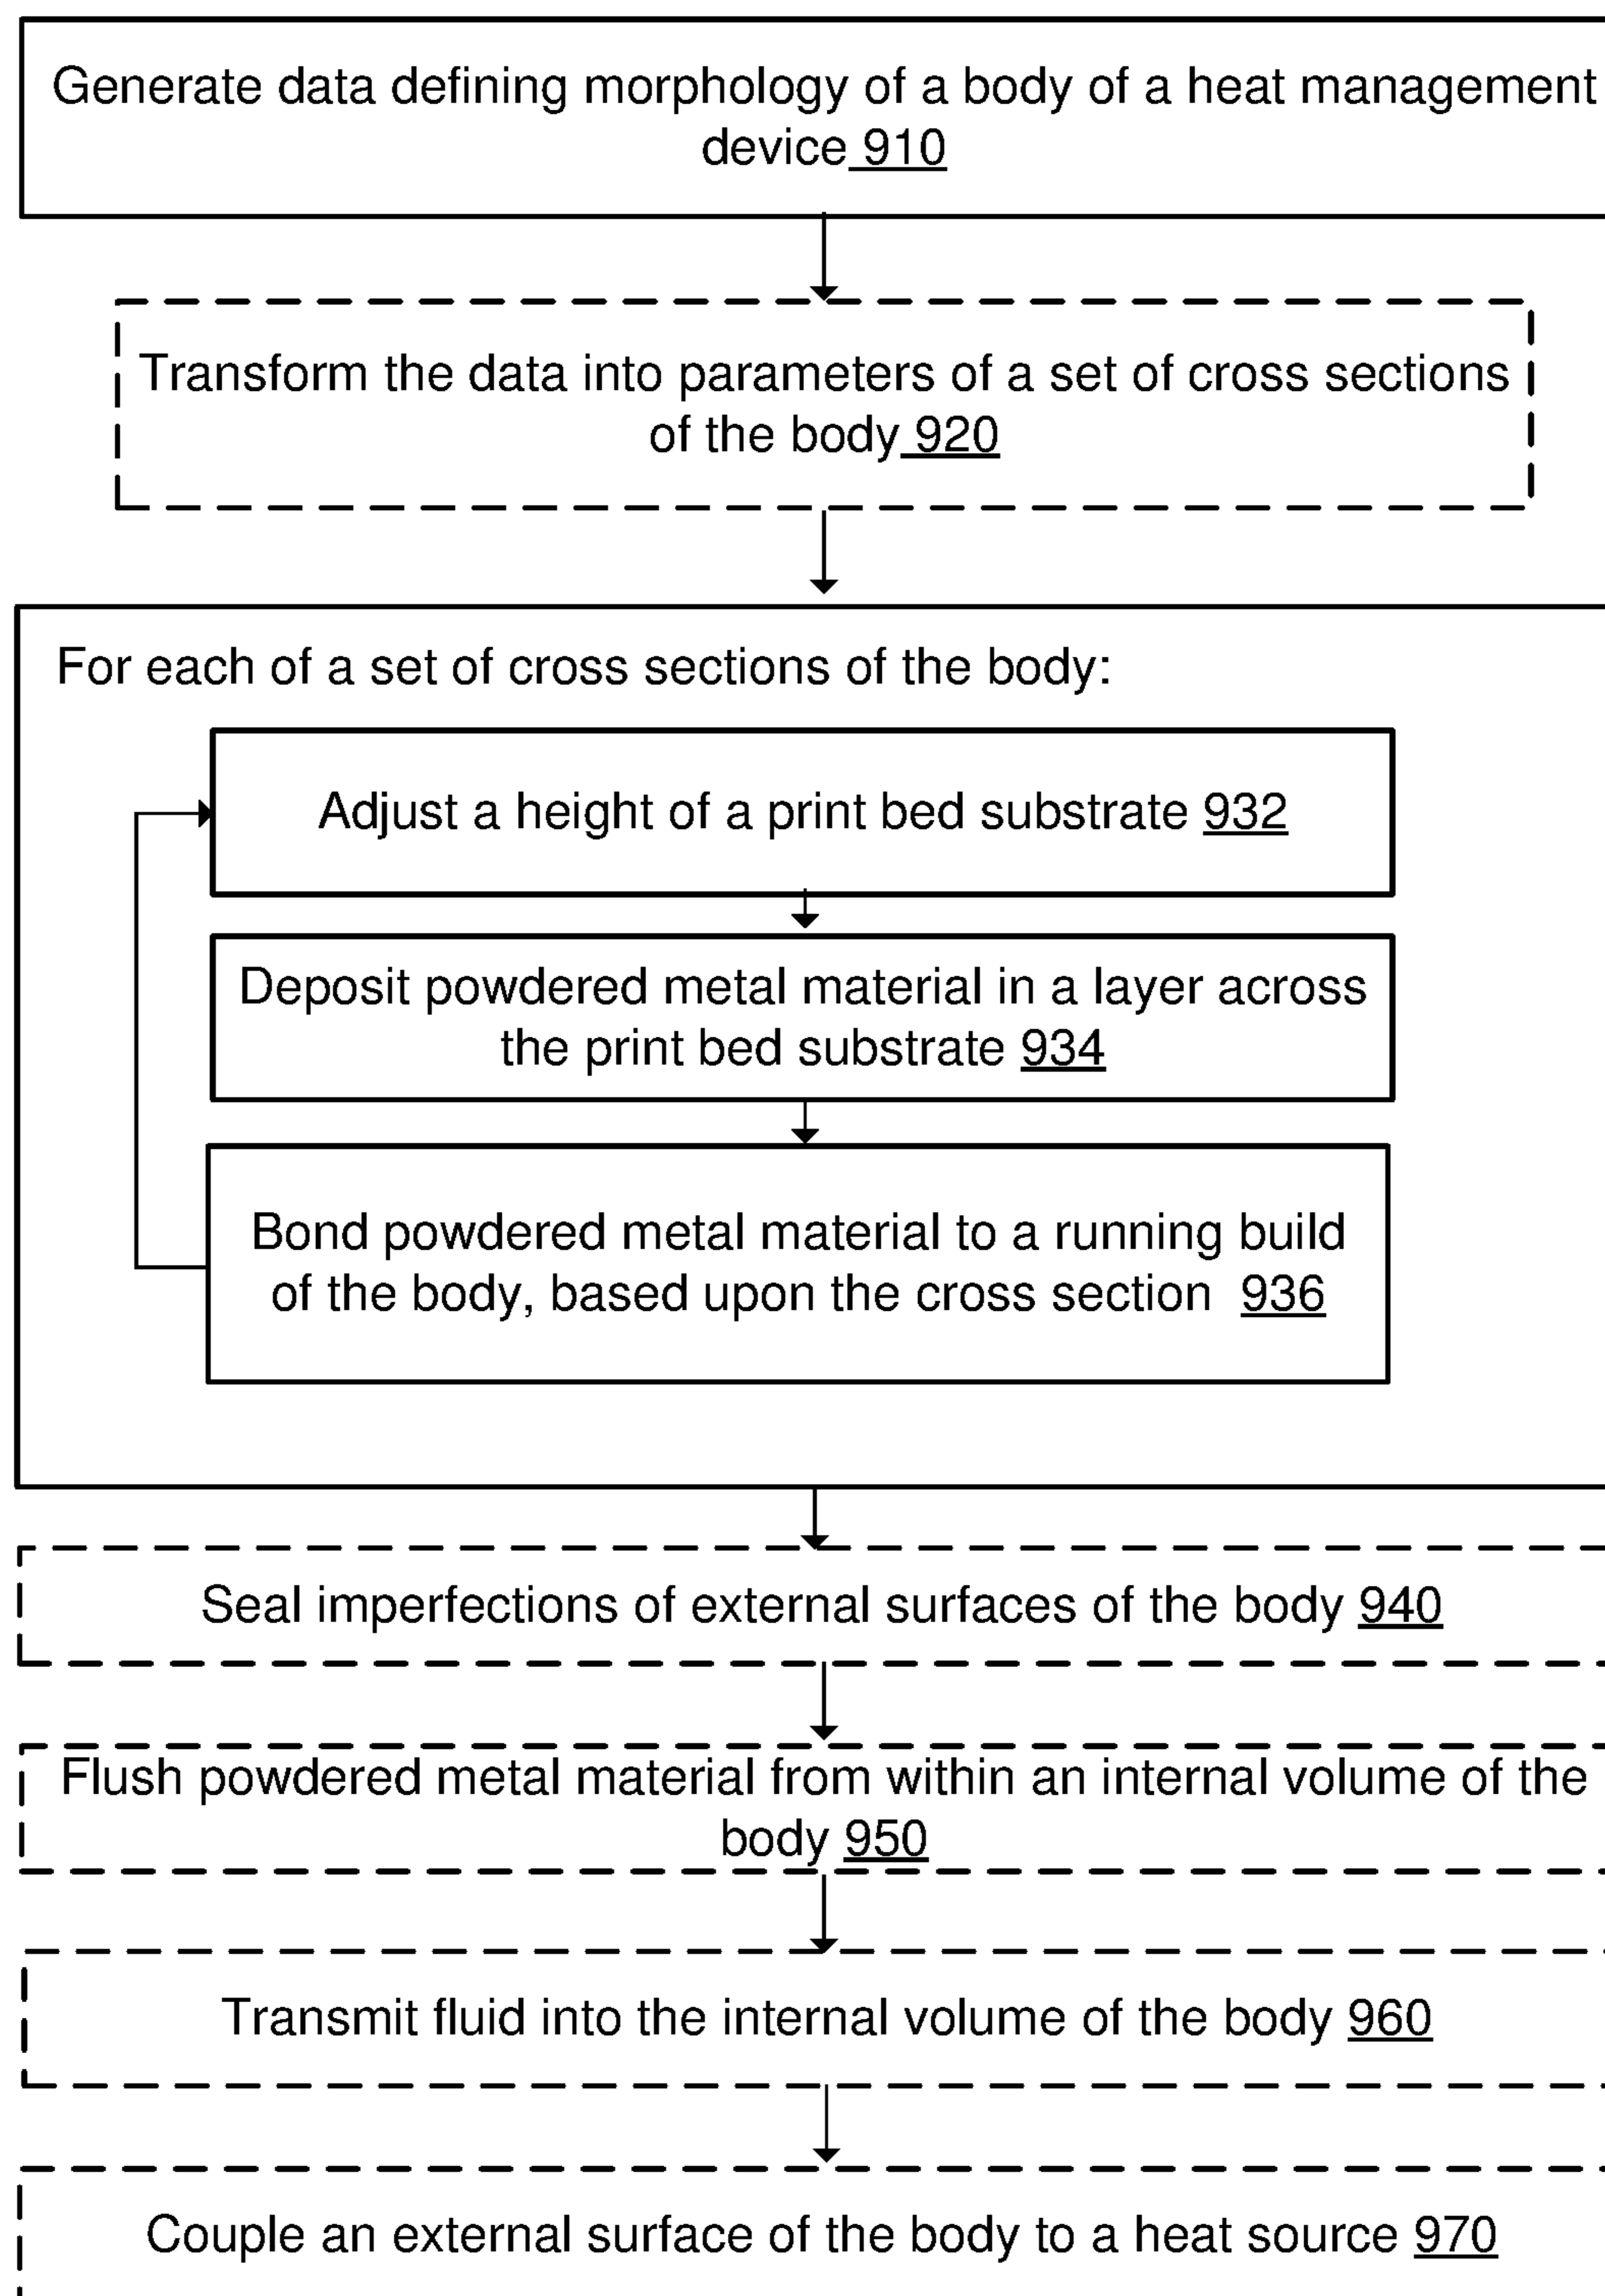 Generate data defining morphology of a body of a heat management
device 910
Transform the data into parameters of a set of cross sections
of the body 920
For each of a set of cross sections of the body:
Adjust a height of a print bed substrate 932
Deposit powdered metal material in a layer across
the print bed substrate 934
Bond powdered metal material to a running build
of the body, based upon the cross section 936
Seal imperfections of external surfaces of the body 940
Flush powdered metal material from within an internal volume of the
body 950
Transmit fluid into the internal volume of the body 960
Couple an external surface of the body to a heat source 970